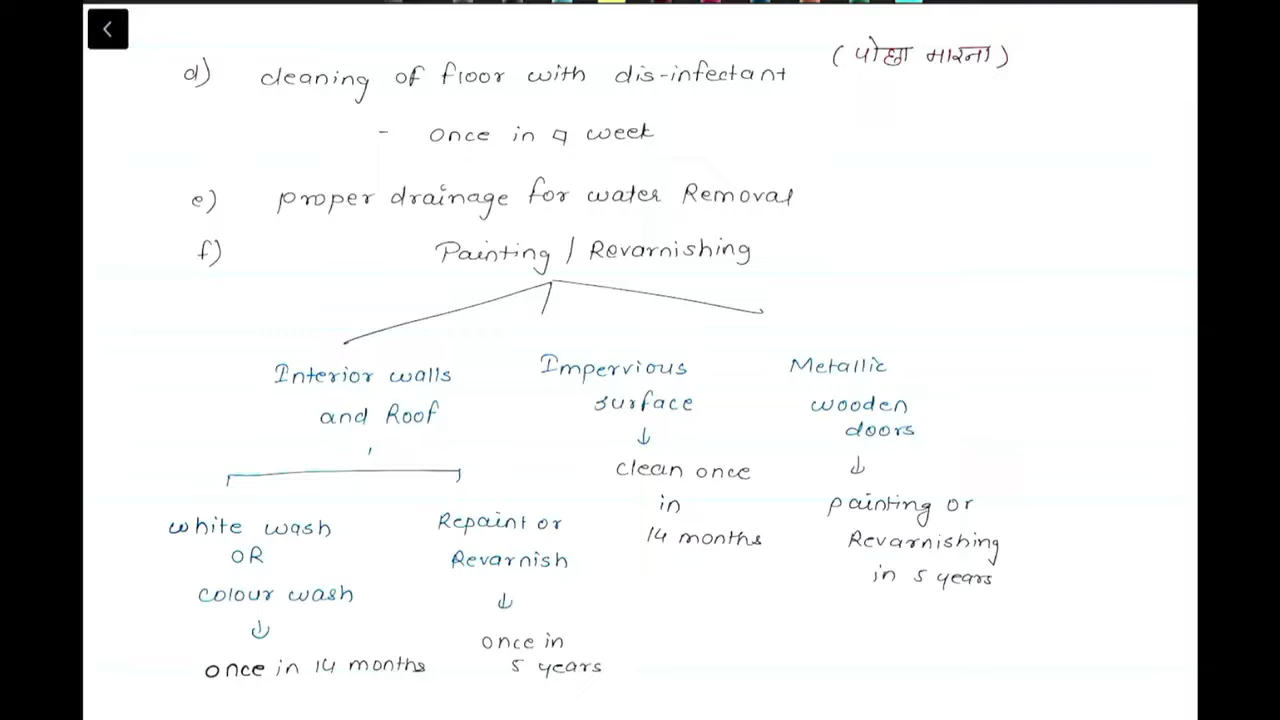 d) cleaning of floor with dis-infectant (पोछा मारना)
- once in a week
e) proper drainage for water Removal
f) Painting / Revarnishing
Interior walls
and Roof
White wash
OR
colour wash
↓
once in 14 months
Repaint or
Revarnish
↓
once in
5 years
Impervious
surface
↓
clean once
in
14 months
Metallic
wooden
doors
↓
painting or
Revarnishing
in 5 years